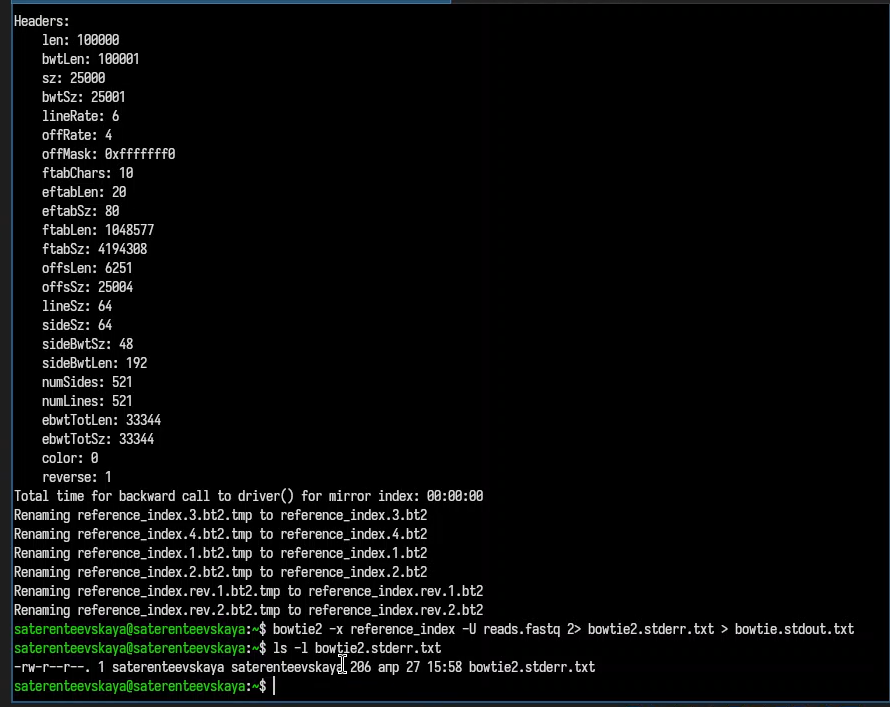 Headers:
    len: 100000
    bwtLen: 100001
    sz: 25000
    bwtSz: 25001
    lineRate: 6
    offRate: 4
    offMask: 0xfffffff0
    ftabChars: 10
    eftabLen: 20
    eftabSz: 80
    ftabLen: 1048577
    ftabSz: 4194308
    offsLen: 6251
    offsSz: 25004
    lineSz: 64
    sideSz: 64
    sideBwtSz: 48
    sideBwtLen: 192
    numSides: 521
    numLines: 521
    ebwtTotLen: 33344
    ebwtTotSz: 33344
    color: 0
    reverse: 1
Total time for backward call to driver() for mirror index: 00:00:00
Renaming reference_index.3.bt2.tmp to reference_index.3.bt2
Renaming reference_index.4.bt2.tmp to reference_index.4.bt2
Renaming reference_index.1.bt2.tmp to reference_index.1.bt2
Renaming reference_index.2.bt2.tmp to reference_index.2.bt2
Renaming reference_index.rev.1.bt2.tmp to reference_index.rev.1.bt2
Renaming reference_index.rev.2.bt2.tmp to reference_index.rev.2.bt2
saterenteevskaya@saterenteevskaya:~$ bowtie2 -x reference_index -U reads.fastq 2> bowtie2.stderr.txt > bowtie.stdout.txt
saterenteevskaya@saterenteevskaya:~$ ls -l bowtie2.stderr.txt
-rw-r--r--. 1 saterenteevskaya saterenteevskaya 206 апр 27 15:58 bowtie2.stderr.txt
saterenteevskaya@saterenteevskaya:~$